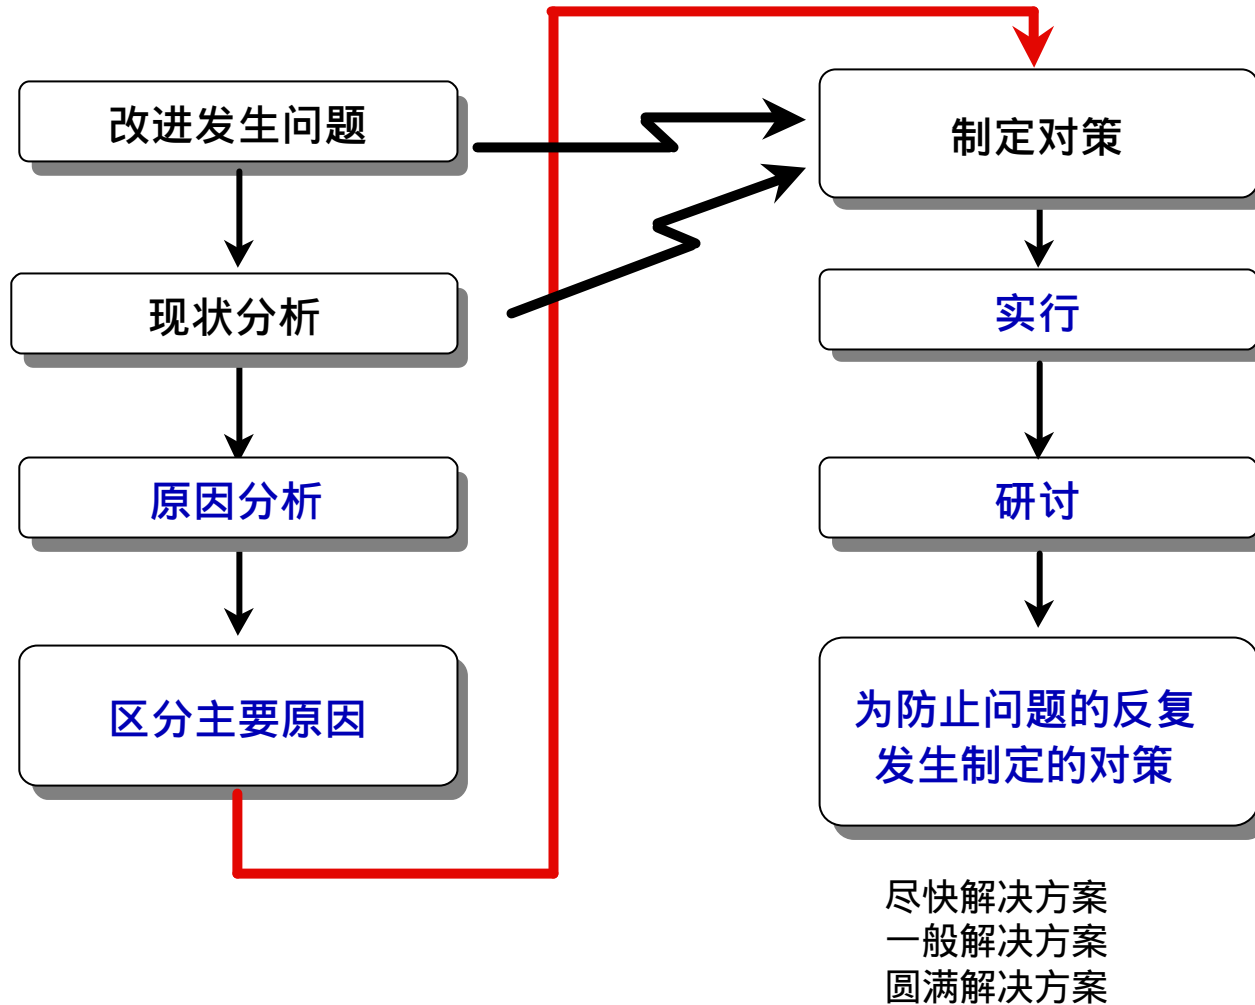 改进发生问题
现状分析
原因分析
区分主要原因
制定对策
实行
研讨
为防止问题的反复
发生制定的对策
尽快解决方案
一般解决方案
圆满解决方案